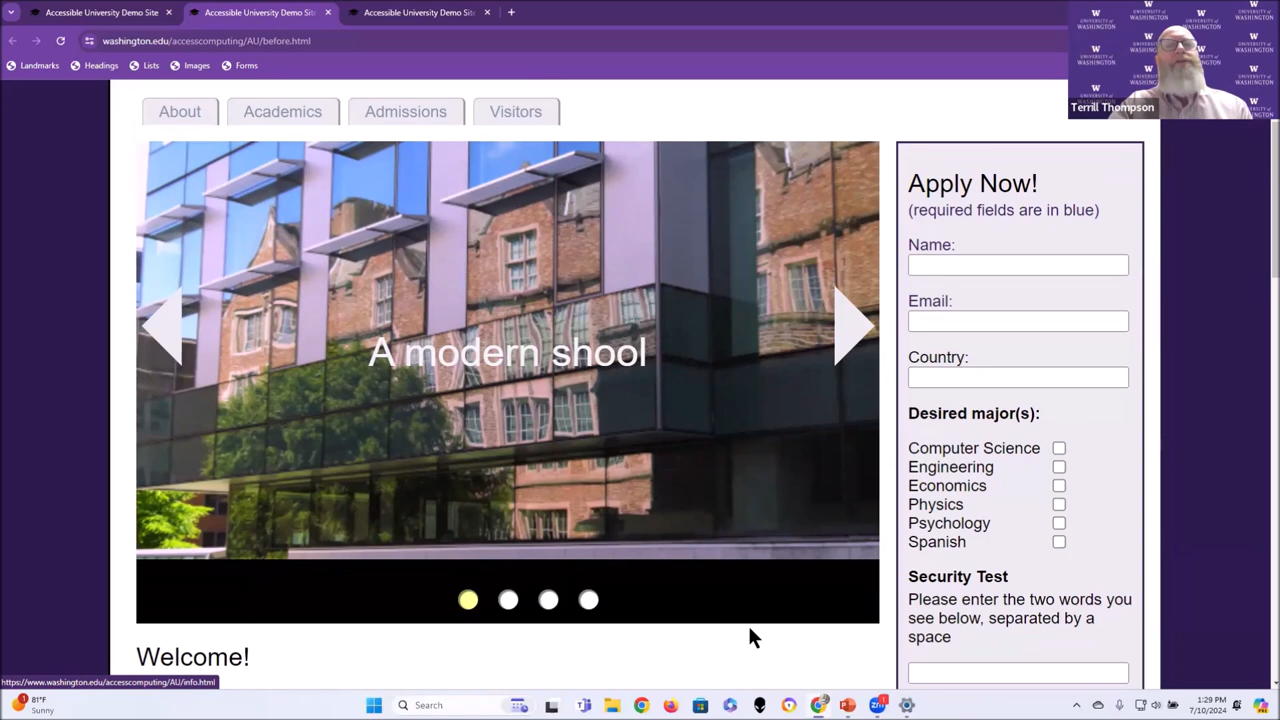 Accessible University Demo Site
Accessible University Demo Site
Accessible University Demo Site
washington.edu/accesscomputing/AU/before.html
Landmarks
Headings
Lists
Images
Forms
UNIVERSITY of WASHINGTON
Terrill Thompson
About
Academics
Admissions
Visitors
A modern shool
Apply Now!
(required fields are in blue)
Name:
Email:
Country:
Desired major(s):
Computer Science
Engineering
Economics
Physics
Psychology
Spanish
Security Test
Please enter the two words you
see below, separated by a
space
Welcome!
https://www.washington.edu/accesscomputing/AU/info.html
81°F
Sunny
Search
1:29 PM
7/10/2024